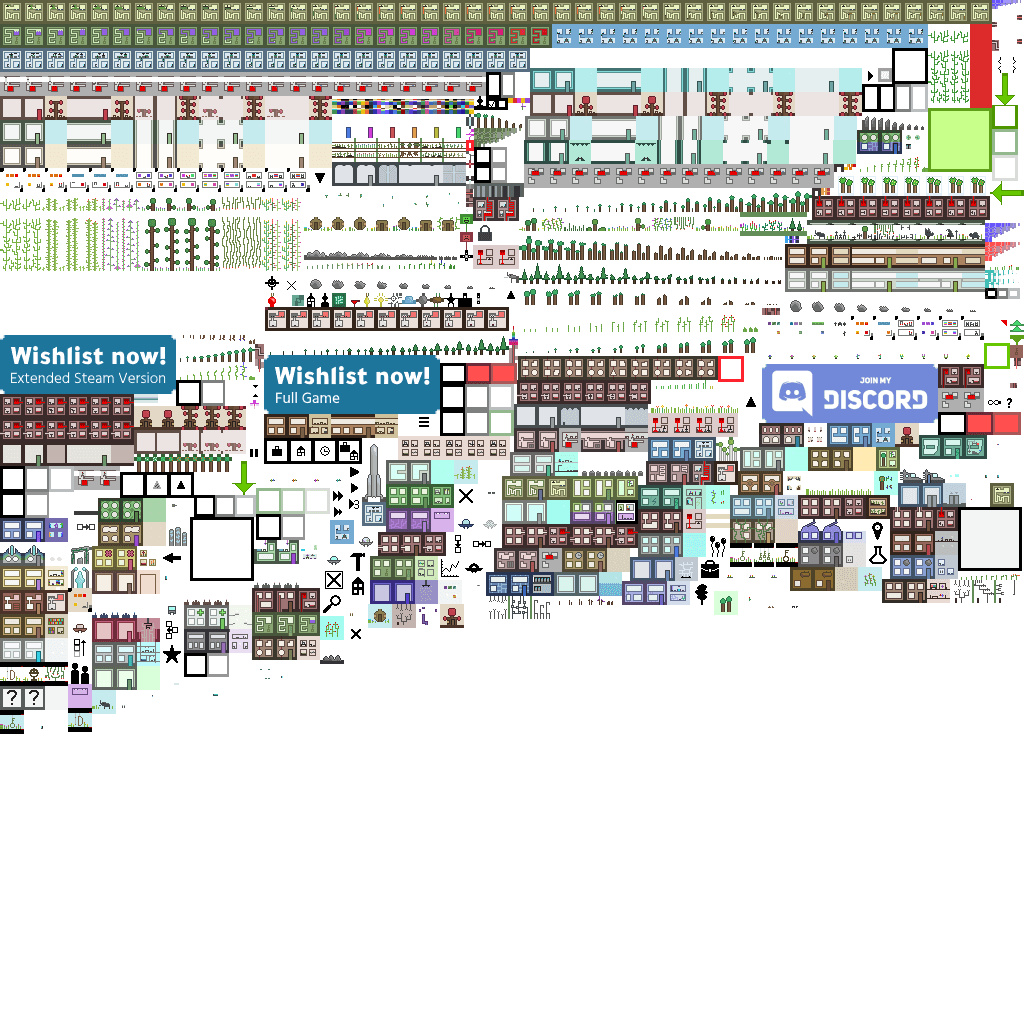 Wishlist now!
Extended Steam Version
Wishlist now!
Full Game
JOIN MY
DISCORD
?
? ?